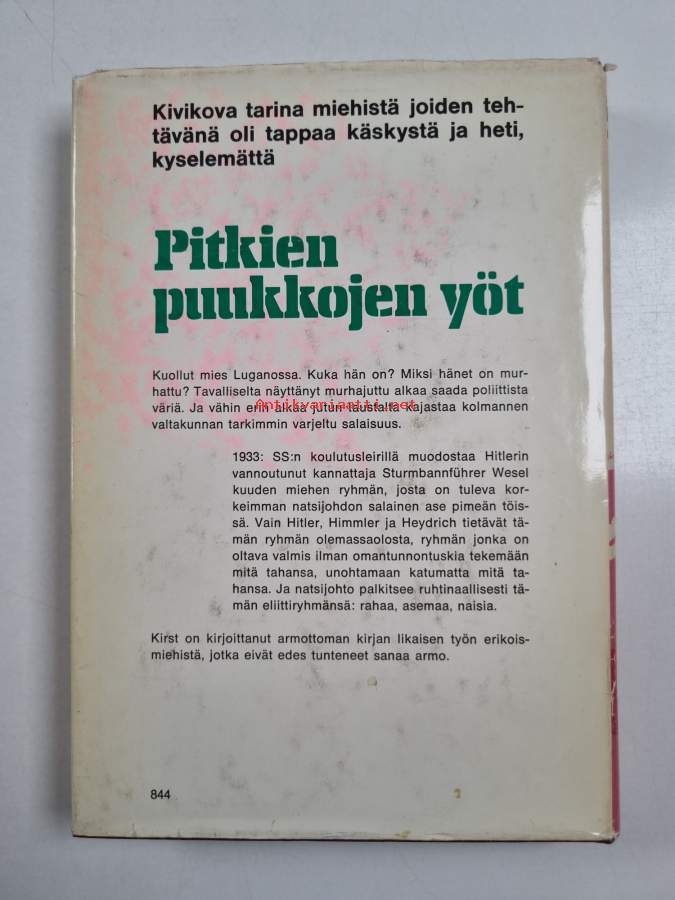 Kivikova tarina miehistä joiden teh-
tävänä oli tappaa käskystä ja heti,
kyselemättä
Pitkien
puukkojen yöt
Kuollut mies Luganossa. Kuka hän on? Miksi hänet on mur-
hattu? Tavalliselta näyttänyt murhajuttu alkaa saada poliittista
väriä. Ja vähin erin alkaa jutun taustalta kajastaa kolmannen
valtakunnan tarkimmin varjeltu salaisuus.
Antikvariantti.net
1933: SS:n koulutusleirillä muodostaa Hitlerin
vannoutunut kannattaja Sturmbannführer Wesel
kuuden miehen ryhmän, josta on tuleva kor-
keimman natsijohdon salainen ase pimeän töis-
sä. Vain Hitler, Himmler ja Heydrich tietävät tä-
män ryhmän olemassaolosta, ryhmän jonka on
oltava valmis ilman omantunnontuskia tekemään
mitä tahansa, unohtamaan katumatta mitä ta-
hansa. Ja natsijohto palkitsee ruhtinaallisesti tä-
män eliittiryhmänsä: rahaa, asemaa, naisia.
Kirst on kirjoittanut armottoman kirjan likaisen työn erikois-
miehistä, jotka eivät edes tunteneet sanaa armo.
844